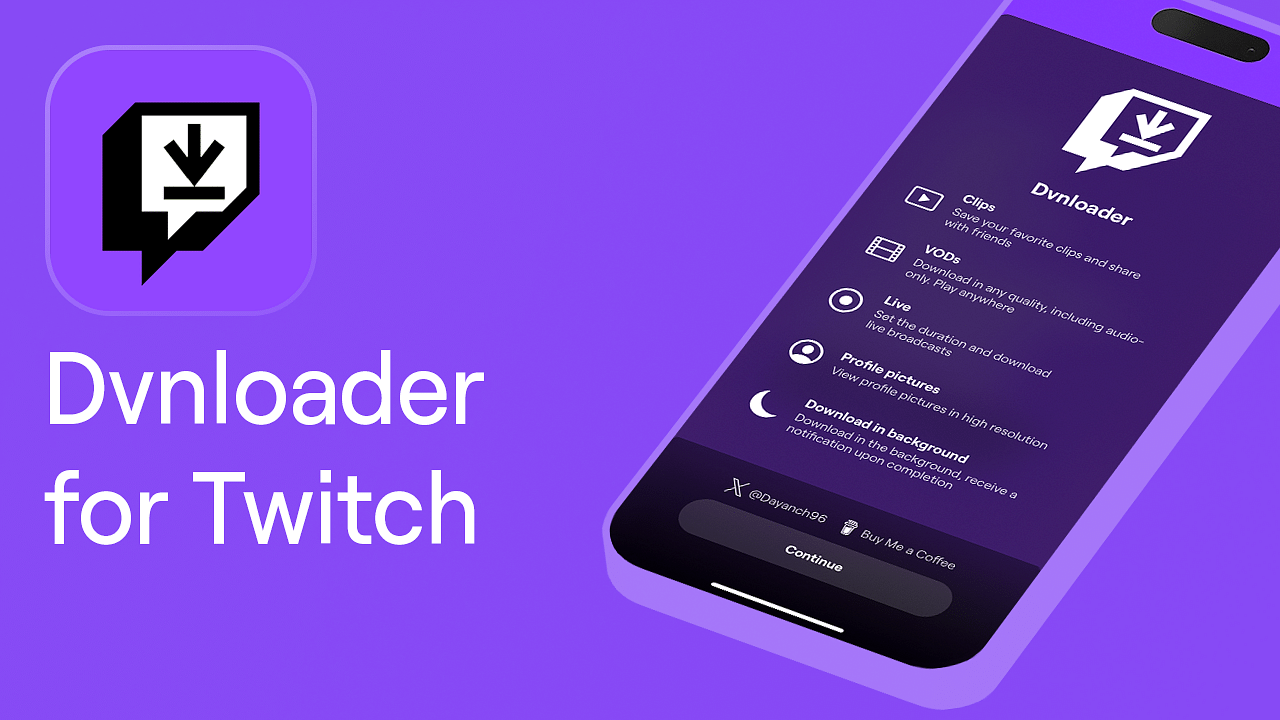 Dvnloader
for Twitch
Dvnloader
Clips
Save your favorite clips and share
with friends
VODs
Download in any quality, including audio-
only. Play anywhere
Live
Set the duration and download
live broadcasts
Profile pictures
View profile pictures in high resolution
Download in background
Download in the background, receive a
notification upon completion
@Dayanch96 Buy Me a Coffee
Continue